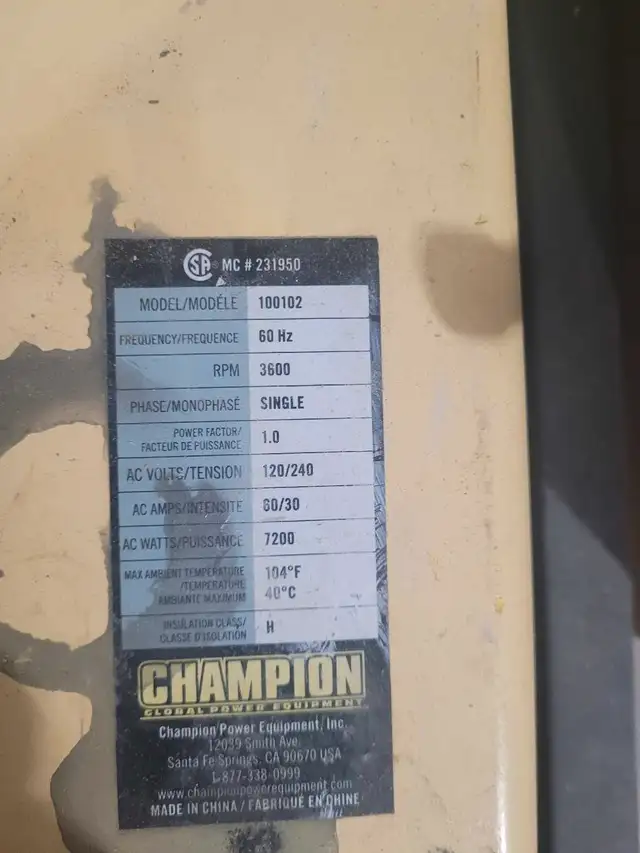 CSA MC # 231950
MODEL/MODÈLE 100102
FREQUENCY/FREQUENCE 60 Hz
RPM 3600
PHASE/MONOPHASÉ SINGLE
POWER FACTOR/
FACTEUR DE PUISSANCE 1.0
AC VOLTS/TENSION 120/240
AC AMPS/INTENSITE 60/30
AC WATTS/PUISSANCE 7200
MAX AMBIENT TEMPERATURE 104°F
/TEMPÉRATURE
AMBIANTE MAXIMUM 40°C
INSULATION CLASS/ H
CLASSE D'ISOLATION
CHAMPION
GLOBAL POWER EQUIPMENT
Champion Power Equipment, Inc.
12039 Smith Ave.
Santa Fe Springs, CA 90670 USA
1-877-338-0999
www.championpowerequipment.com
MADE IN CHINA / FABRIQUÉ EN CHINE